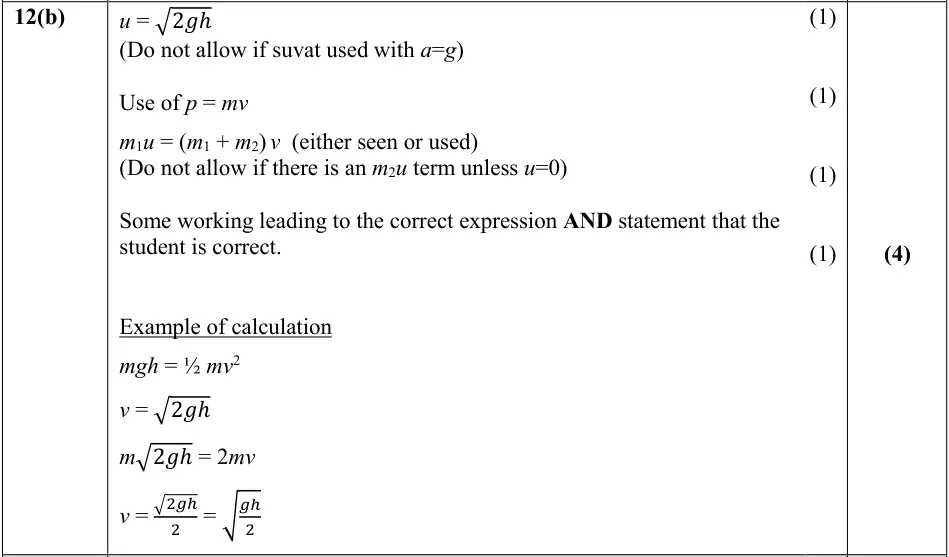 12(b) u = √2gh (1)
(Do not allow if suvat used with a=g)
Use of p = mv (1)
m₁u = (m₁ + m₂) v (either seen or used)
(Do not allow if there is an m₂u term unless u=0) (1)
Some working leading to the correct expression AND statement that the
student is correct. (1) (4)
Example of calculation
mgh = ½ mv²
v = √2gh
m√2gh = 2mv
v = √2gh/2 = √(gh/2)